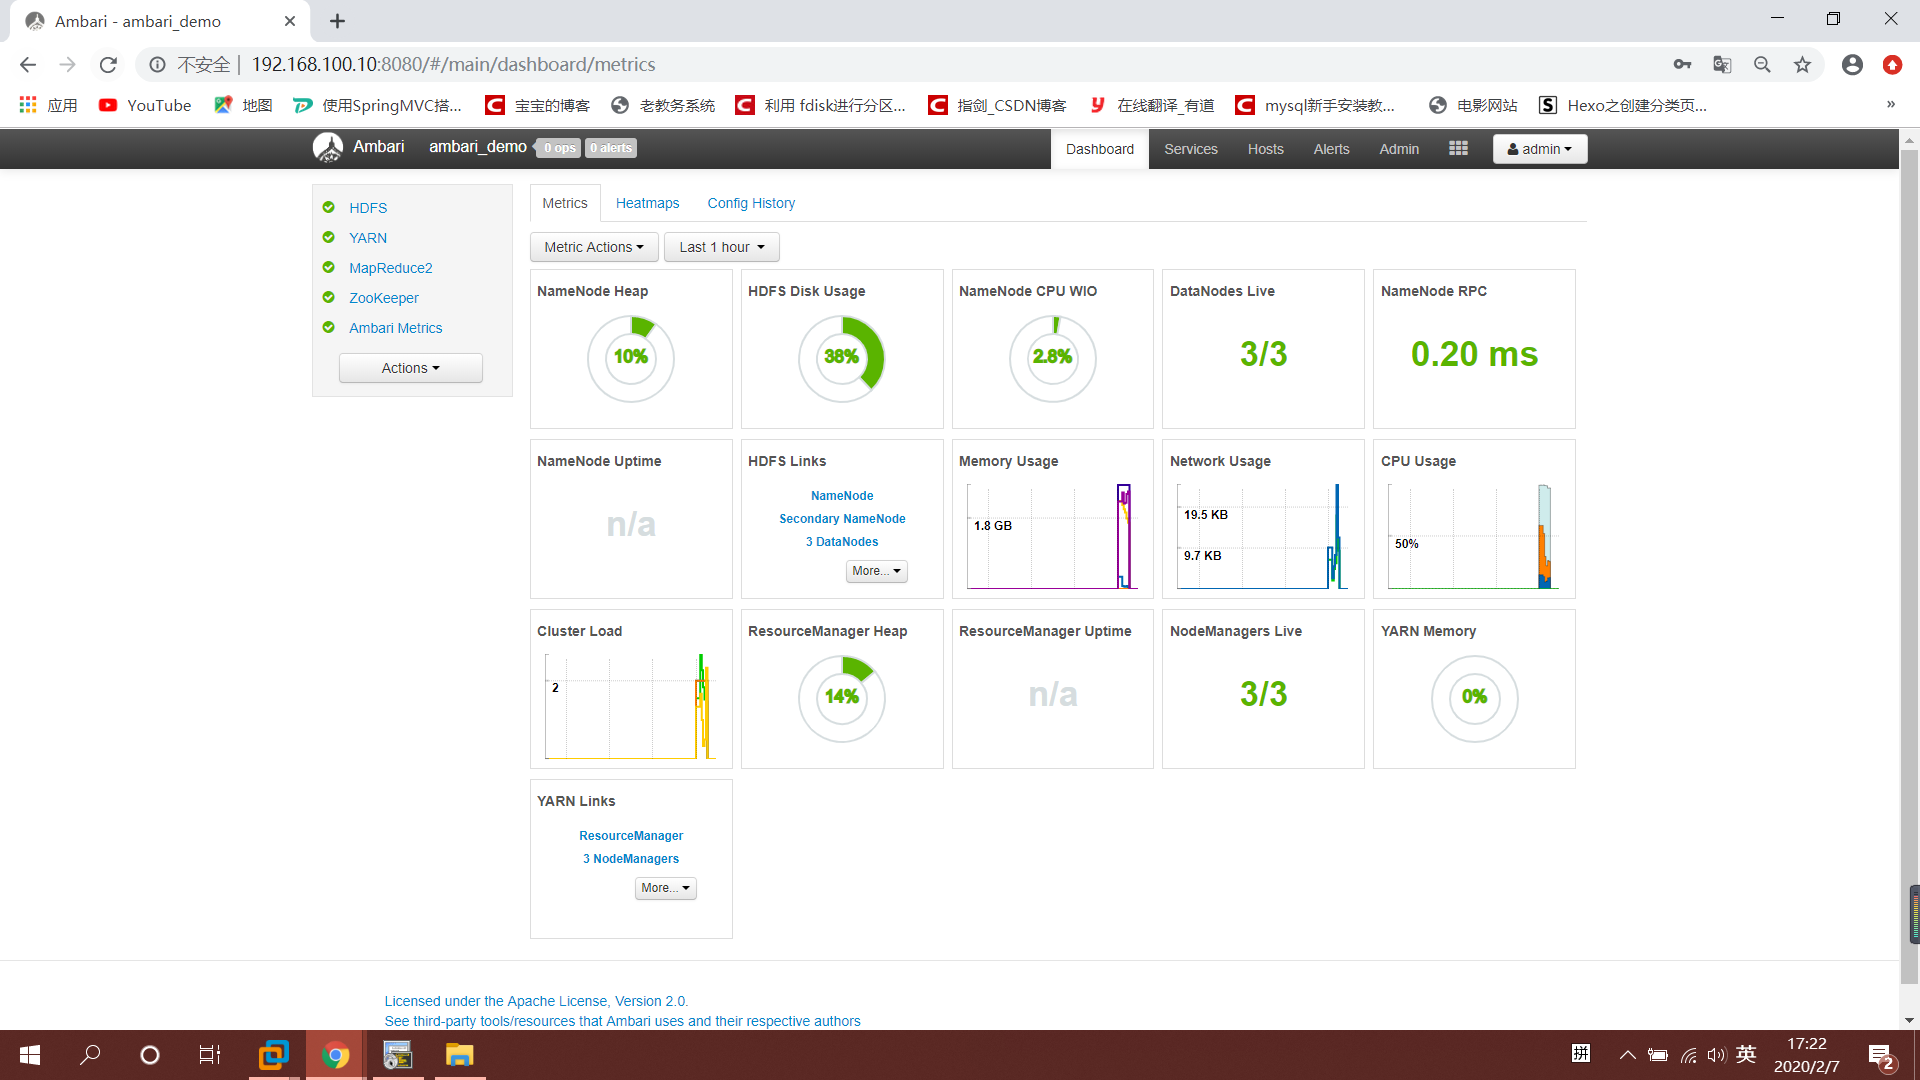 Ambari - ambari_demo
不安全 | 192.168.100.10:8080/#/main/dashboard/metrics
应用 YouTube 地图 使用SpringMVC搭... 宝宝的博客 老教务系统 利用 fdisk进行分区... 指剑_CSDN博客 在线翻译_有道 mysql新手安装教... 电影网站 Hexo之创建分类页... »
Ambari ambari_demo 0 ops 0 alerts Dashboard Services Hosts Alerts Admin admin
HDFS
YARN
MapReduce2
ZooKeeper
Ambari Metrics
Actions
Metrics Heatmaps Config History
Metric Actions Last 1 hour
NameNode Heap
10%
HDFS Disk Usage
38%
NameNode CPU WIO
2.8%
DataNodes Live
3/3
NameNode RPC
0.20 ms
NameNode Uptime
n/a
HDFS Links
NameNode
Secondary NameNode
3 DataNodes
More...
Memory Usage
1.8 GB
Network Usage
19.5 KB
9.7 KB
CPU Usage
50%
Cluster Load
2
ResourceManager Heap
14%
ResourceManager Uptime
n/a
NodeManagers Live
3/3
YARN Memory
0%
YARN Links
ResourceManager
3 NodeManagers
More...
Licensed under the Apache License, Version 2.0.
See third-party tools/resources that Ambari uses and their respective authors
拼 英 17:22
2020/2/7
2